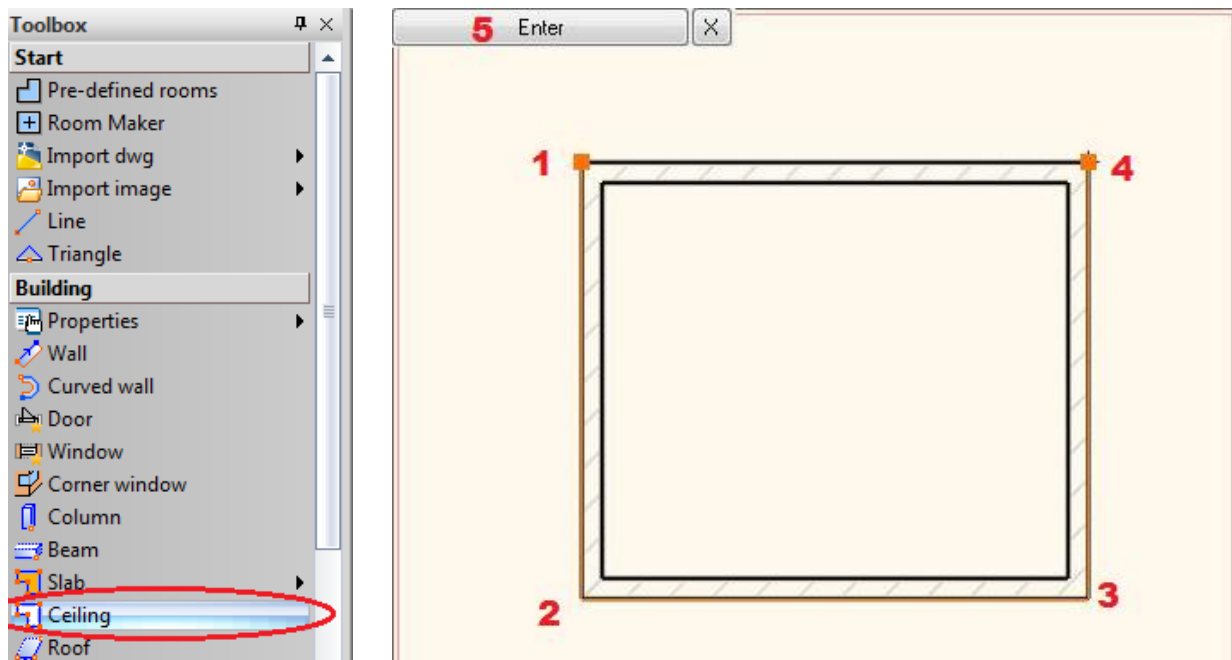 Toolbox
Start
Pre-defined rooms
Room Maker
Import dwg
Import image
Line
Triangle
Building
Properties
Wall
Curved wall
Door
Window
Corner window
Column
Beam
Slab
Ceiling
Roof
5 Enter X
1
4
2
3